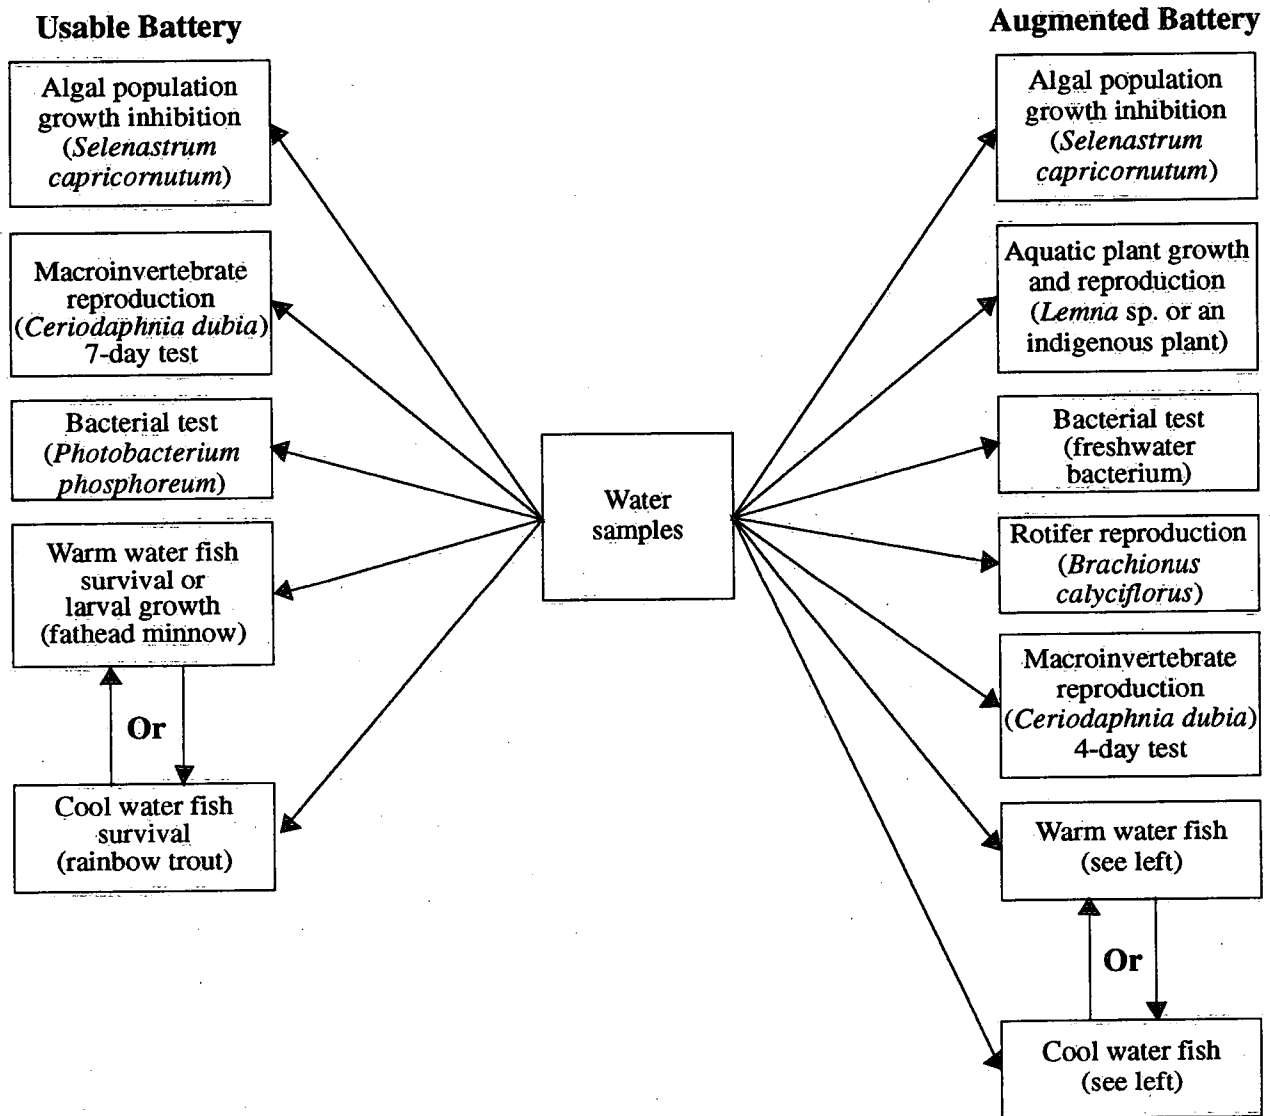 Usable Battery
Algal population
growth inhibition
(Selenastrum
capricornutum)
Macroinvertebrate
reproduction
(Ceriodaphnia dubia)
7-day test
Bacterial test
(Photobacterium
phosphoreum)
Warm water fish
survival or
larval growth
(fathead minnow)
Or
Cool water fish
survival
(rainbow trout)
Water
samples
Augmented Battery
Algal population
growth inhibition
(Selenastrum
capricornutum)
Aquatic plant growth
and reproduction
(Lemna sp. or an
indigenous plant)
Bacterial test
(freshwater
bacterium)
Rotifer reproduction
(Brachionus
calyciflorus)
Macroinvertebrate
reproduction
(Ceriodaphnia dubia)
4-day test
Warm water fish
(see left)
Or
Cool water fish
(see left)